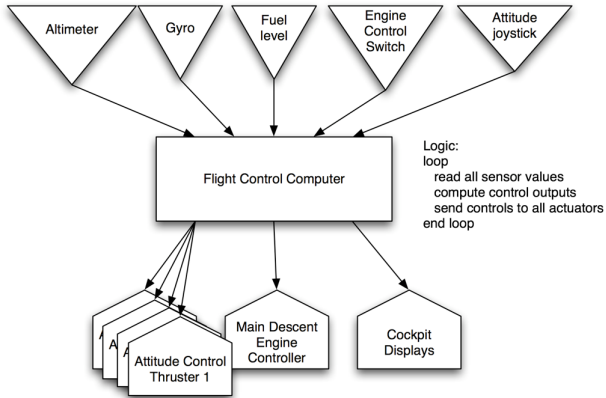 Altimeter
Gyro
Fuel
level
Engine
Control
Switch
Attitude
joystick
Flight Control Computer
Logic:
loop
read all sensor values
compute control outputs
send controls to all actuators
end loop
A
A
A
Attitude Control
Thruster 1
Main Descent
Engine
Controller
Cockpit
Displays